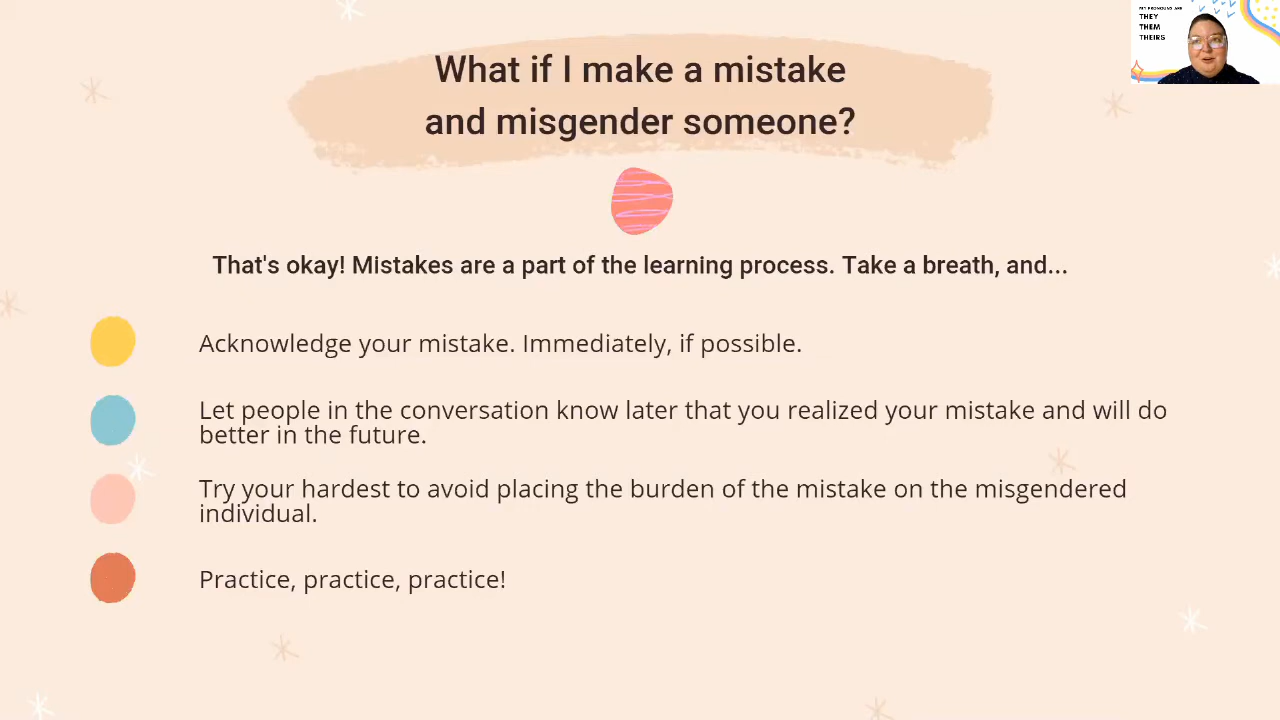 What if I make a mistake
and misgender someone?
That's okay! Mistakes are a part of the learning process. Take a breath, and...
Acknowledge your mistake. Immediately, if possible.
Let people in the conversation know later that you realized your mistake and will do
better in the future.
Try your hardest to avoid placing the burden of the mistake on the misgendered
individual.
Practice, practice, practice!
MY PRONOUNS ARE
THEY
THEM
THEIRS